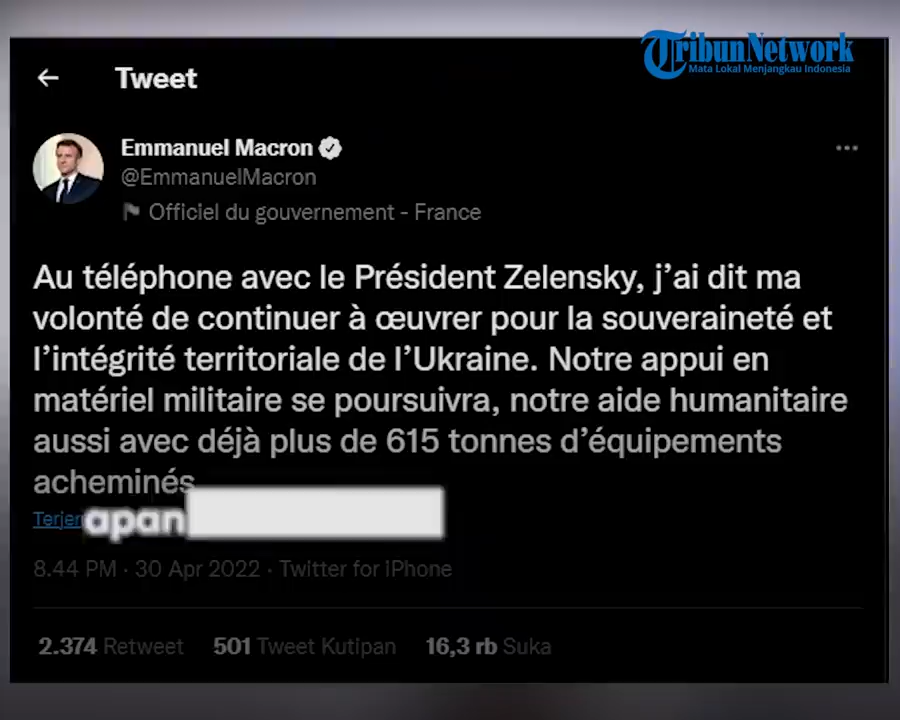 TribunNetwork
Mata Lokal Menjangkau Indonesia
Tweet
Emmanuel Macron
@EmmanuelMacron
Officiel du gouvernement - France
Au téléphone avec le Président Zelensky, j’ai dit ma
volonté de continuer à œuvrer pour la souveraineté et
l’intégrité territoriale de l’Ukraine. Notre appui en
matériel militaire se poursuivra, notre aide humanitaire
aussi avec déjà plus de 615 tonnes d’équipements
acheminés
apan
8.44 PM · 30 Apr 2022 · Twitter for iPhone
2.374 Retweet 501 Tweet Kutipan 16,3 rb Suka